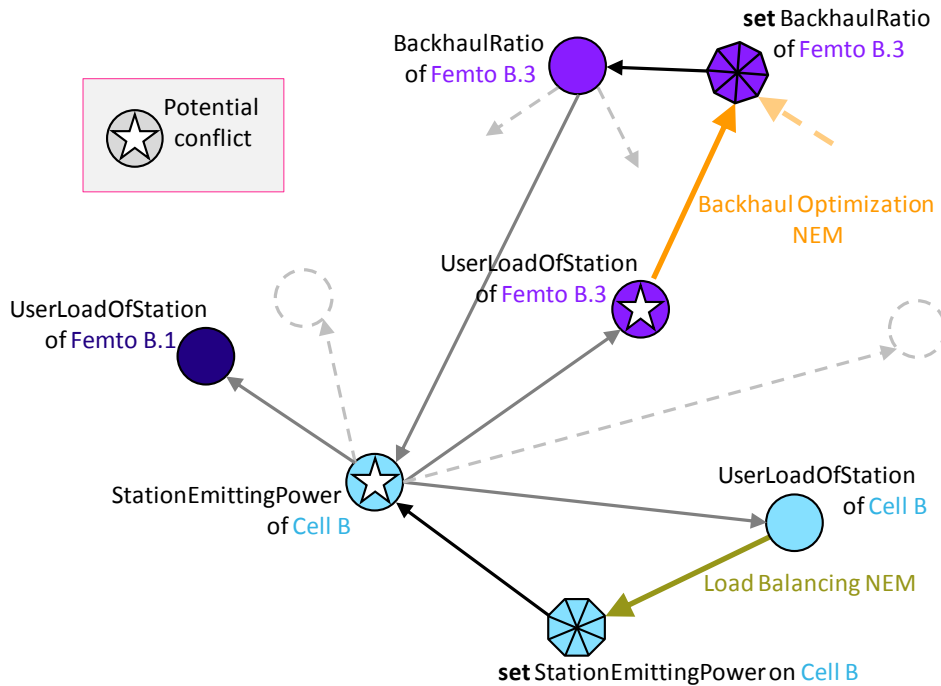 set BackhaulRatio
of Femto B.3
BackhaulRatio
of Femto B.3
Potential
conflict
Backhaul Optimization
NEM
UserLoadOfStation
of Femto B.3
UserLoadOfStation
of Femto B.1
UserLoadOfStation
of Cell B
StationEmittingPower
of Cell B
Load Balancing NEM
set StationEmittingPower on Cell B